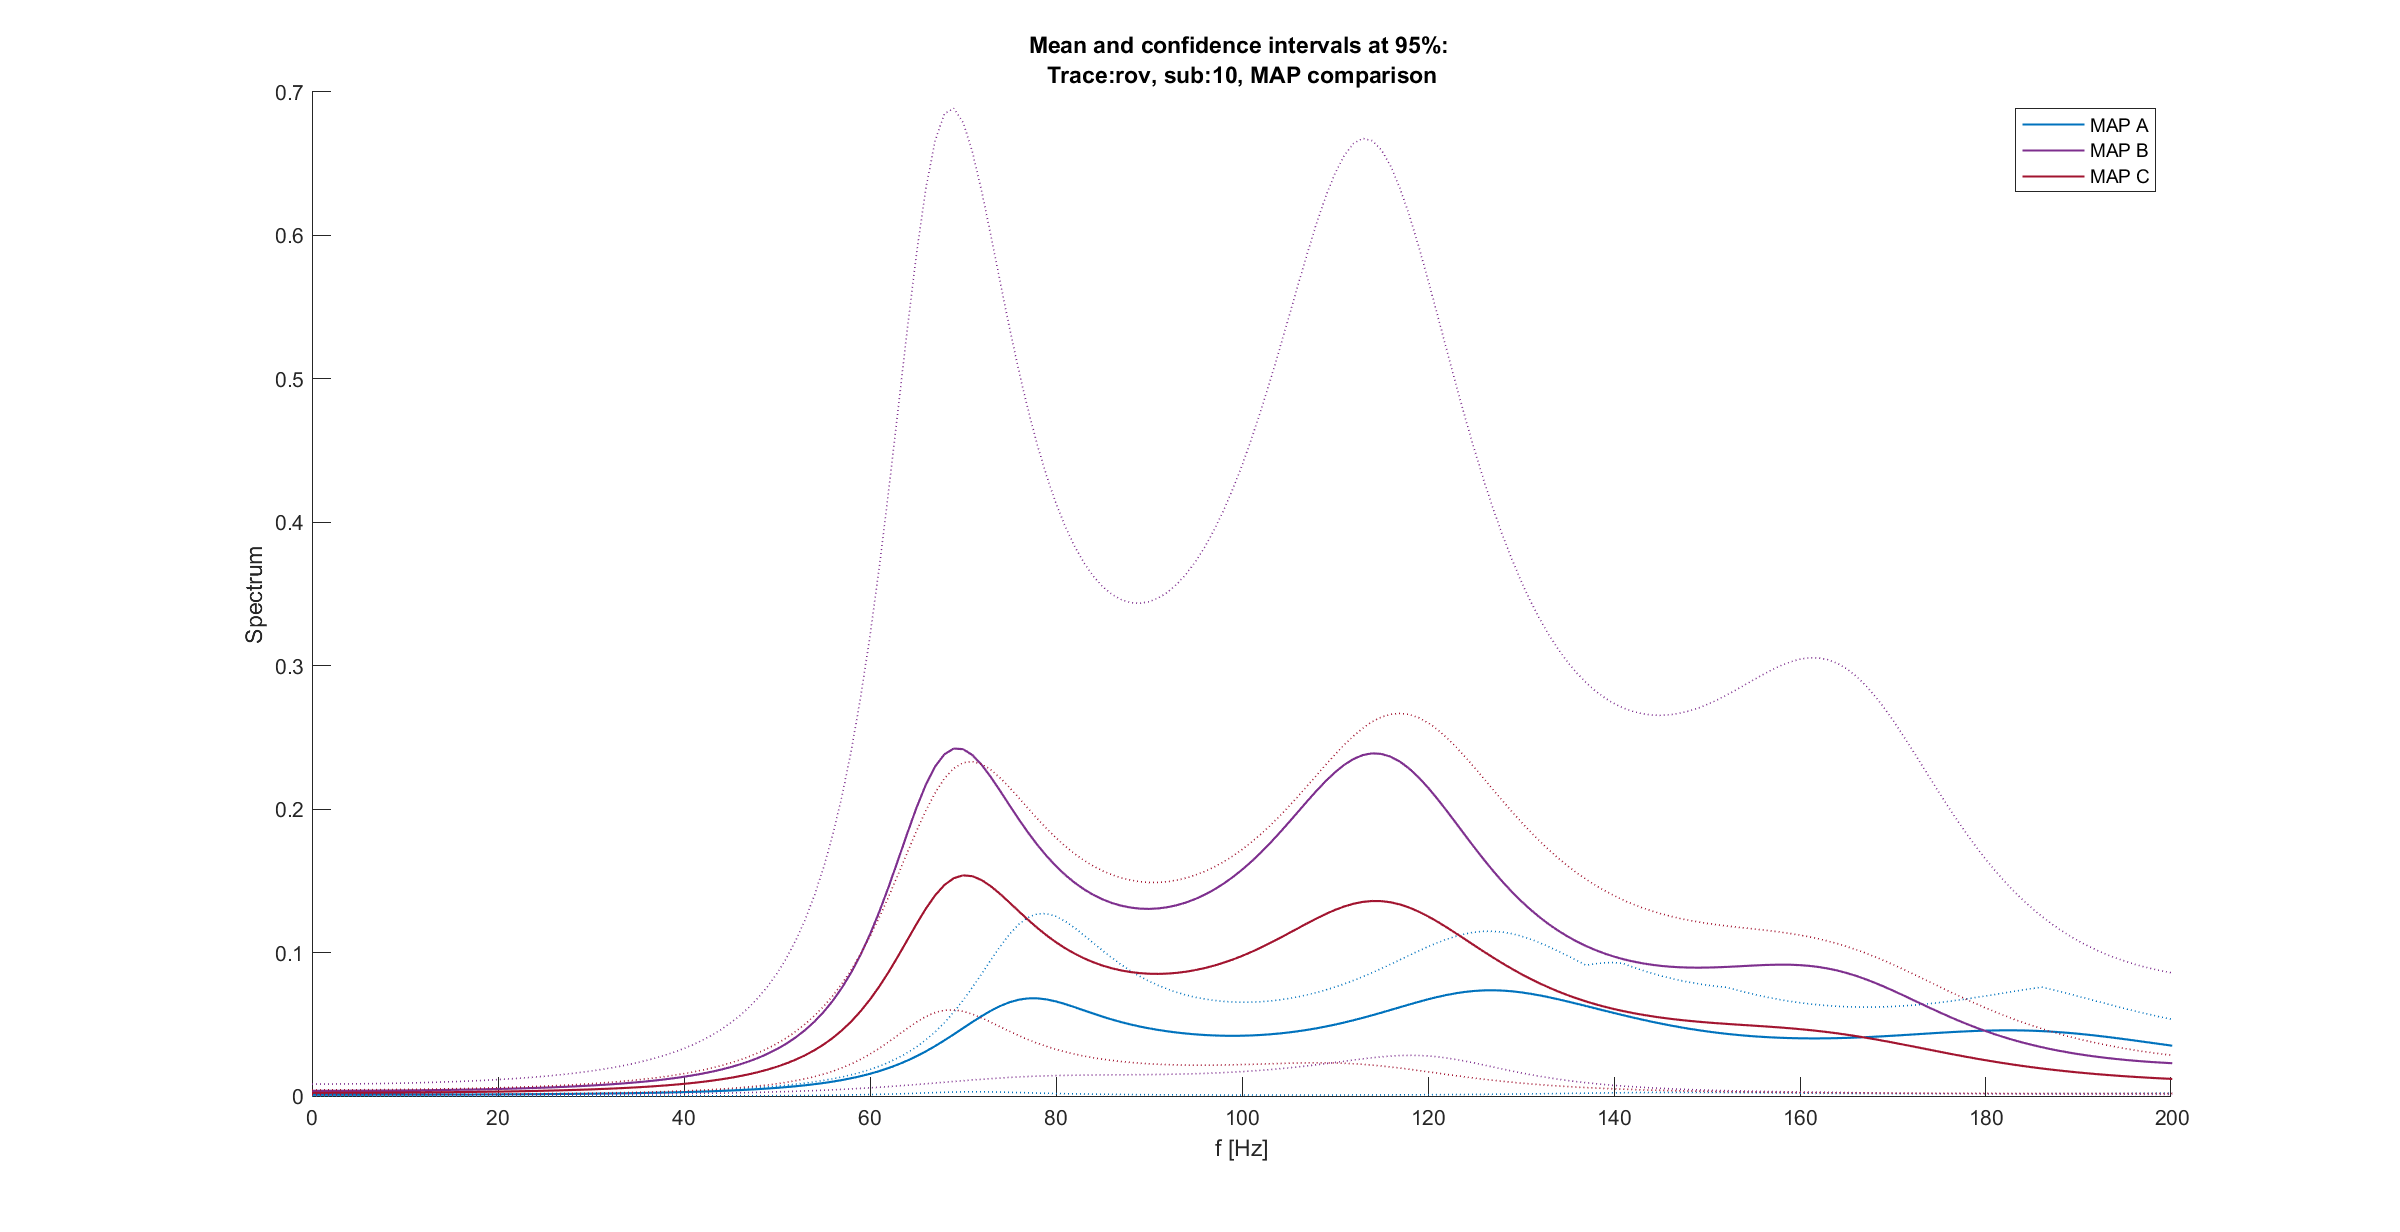 Mean and confidence intervals at 95%:
Trace:rov, sub:10, MAP comparison
MAP A
MAP B
MAP C
Spectrum
0.7
0.6
0.5
0.4
0.3
0.2
0.1
0
0 20 40 60 80 100 120 140 160 180 200
f [Hz]